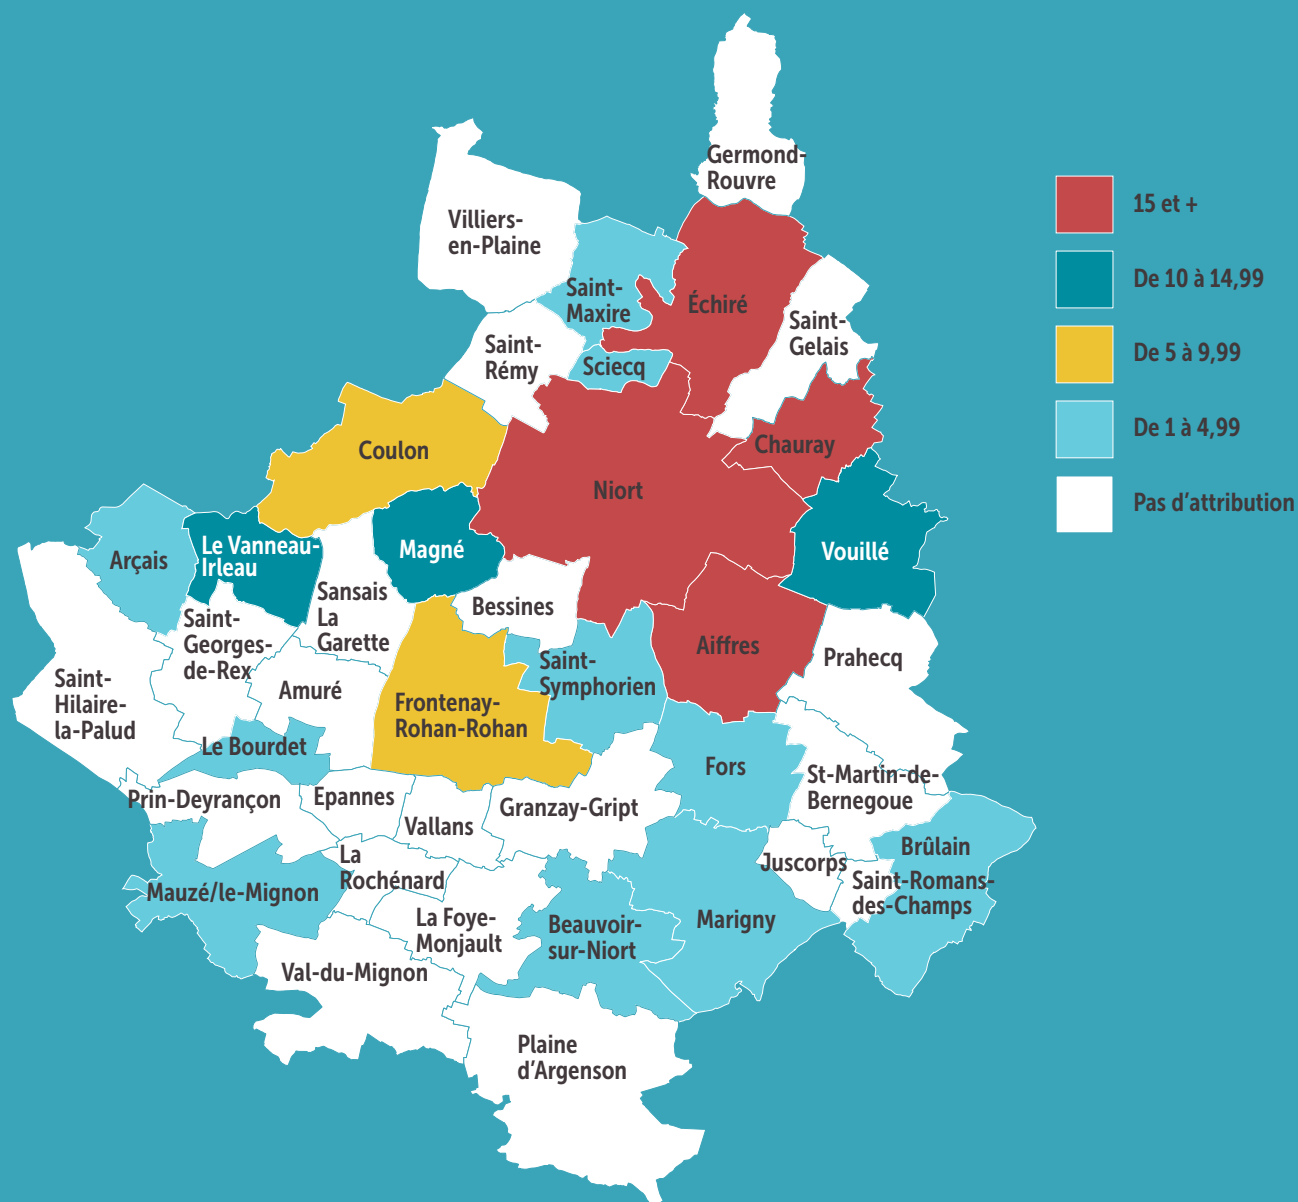 Germond-
Rouvre
Villiers-
en-Plaine
Saint-
Maxire
Échiré
Saint-
Gelais
Saint-
Rémy
Sciecq
Coulon
Chauray
Niort
Arçais
Le Vanneau-
Irleau
Magné
Vouillé
Sansais
La
Garette
Bessines
Saint-
Georges-
de-Rex
Aiffres
Prahecq
Saint-
Symphorien
Saint-
Hilaire-
la-Palud
Amuré
Frontenay-
Rohan-Rohan
Le Bourdet
Fors
St-Martin-de-
Bernegoue
Prin-Deyrançon
Epannes
Vallans
Granzay-Gript
Brûlain
La
Rochénard
Juscorps
Saint-Romans-
des-Champs
Mauzé/le-Mignon
La Foye-
Monjault
Beauvoir-
sur-Niort
Marigny
Val-du-Mignon
Plaine
d’Argenson
15 et +
De 10 à 14,99
De 5 à 9,99
De 1 à 4,99
Pas d’attribution